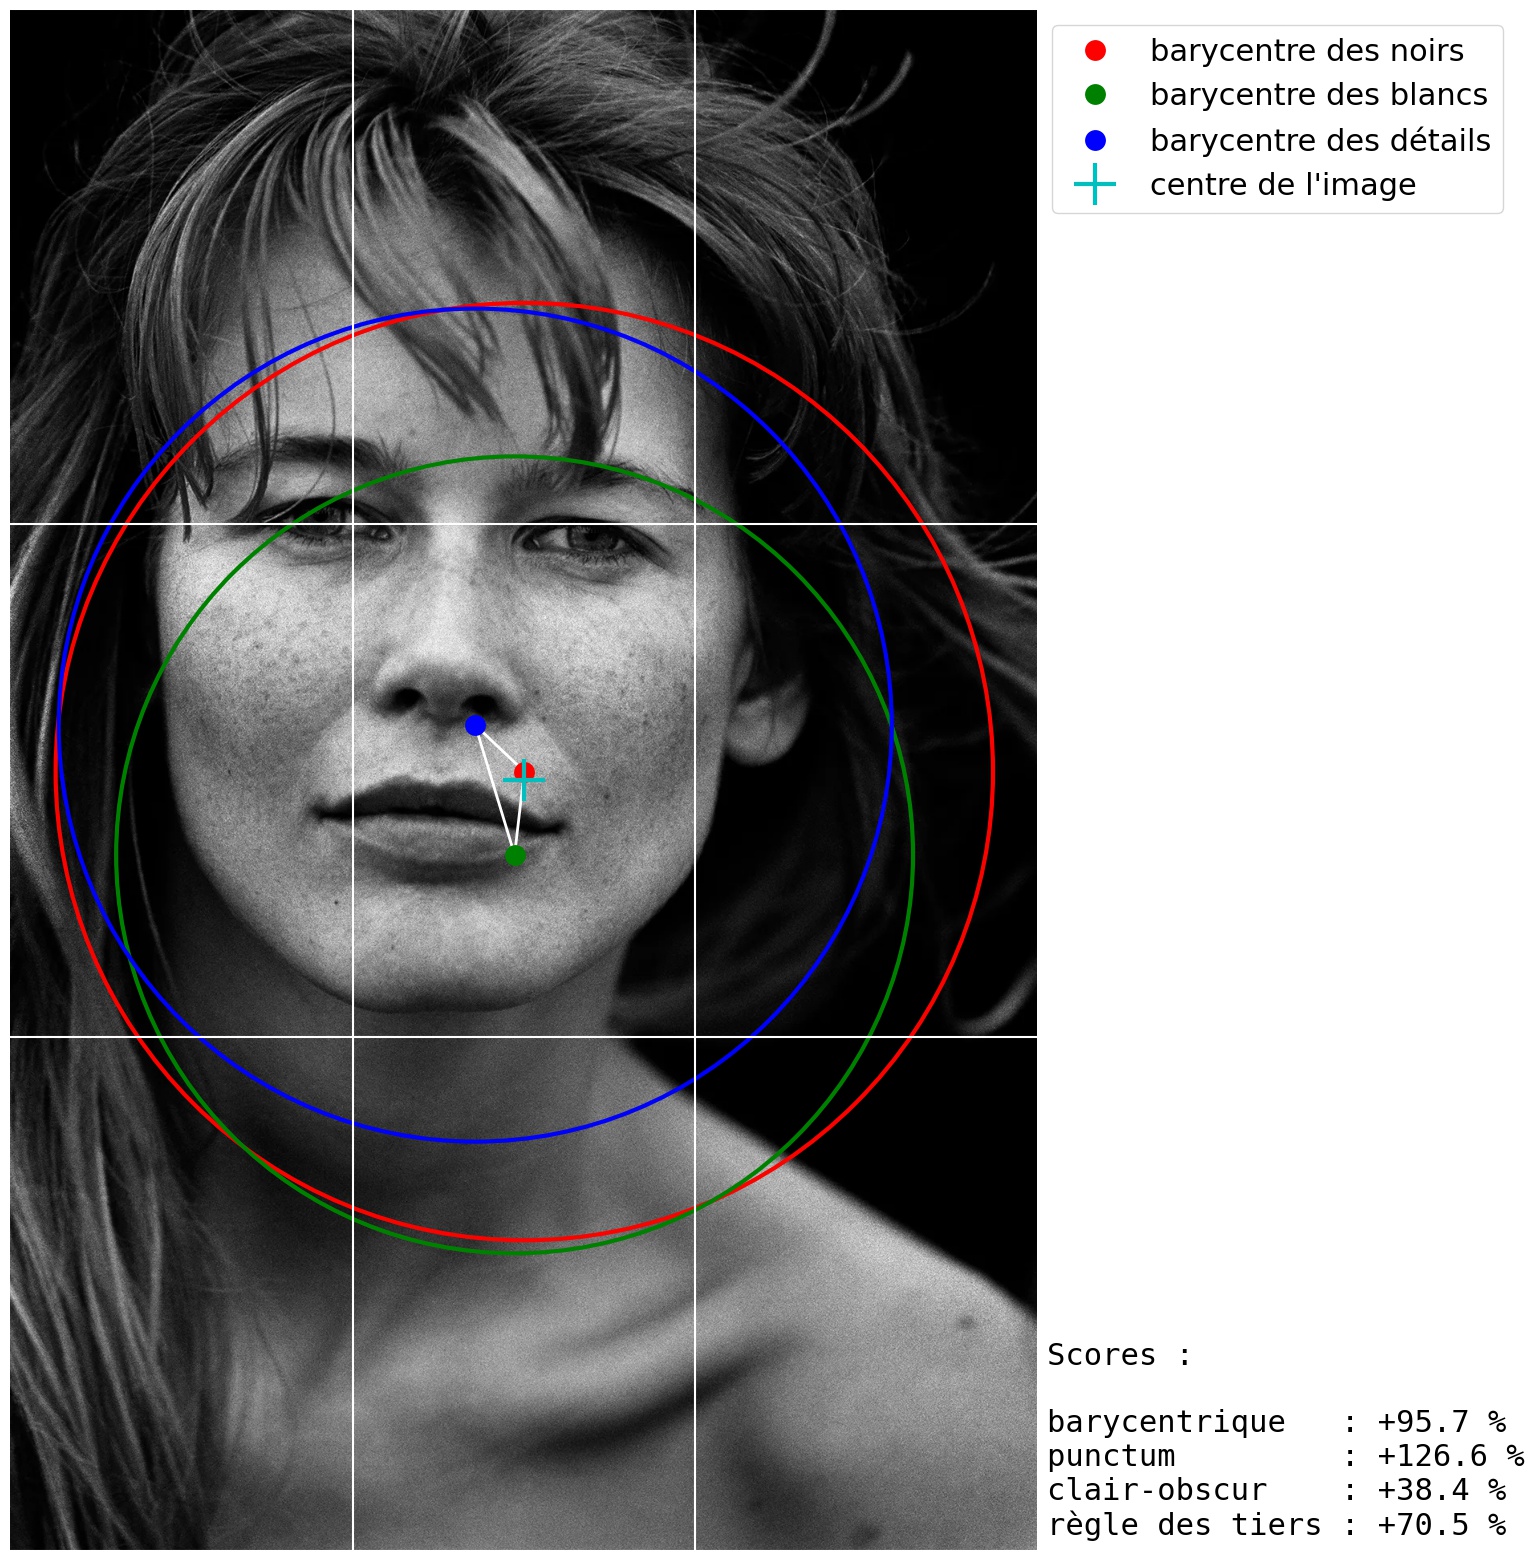 barycentre des noirs
barycentre des blancs
barycentre des détails
centre de l'image
Scores :
barycentrique   : +95.7 %
punctum         : +126.6 %
clair-obscur    : +38.4 %
règle des tiers : +70.5 %